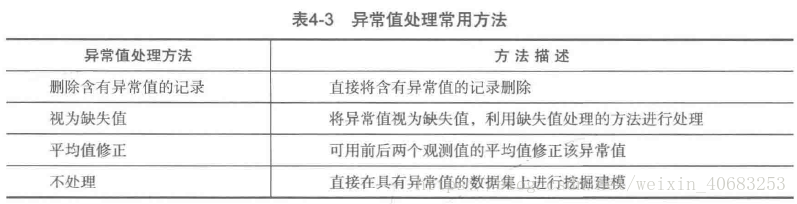 表4-3 异常值处理常用方法
异常值处理方法 方法描述
删除含有异常值的记录 直接将含有异常值的记录删除
视为缺失值 将异常值视为缺失值，利用缺失值处理的方法进行处理
平均值修正 可用前后两个观测值的平均值修正该异常值
不处理 直接在具有异常值的数据集上进行挖掘建模
weixin_40683253